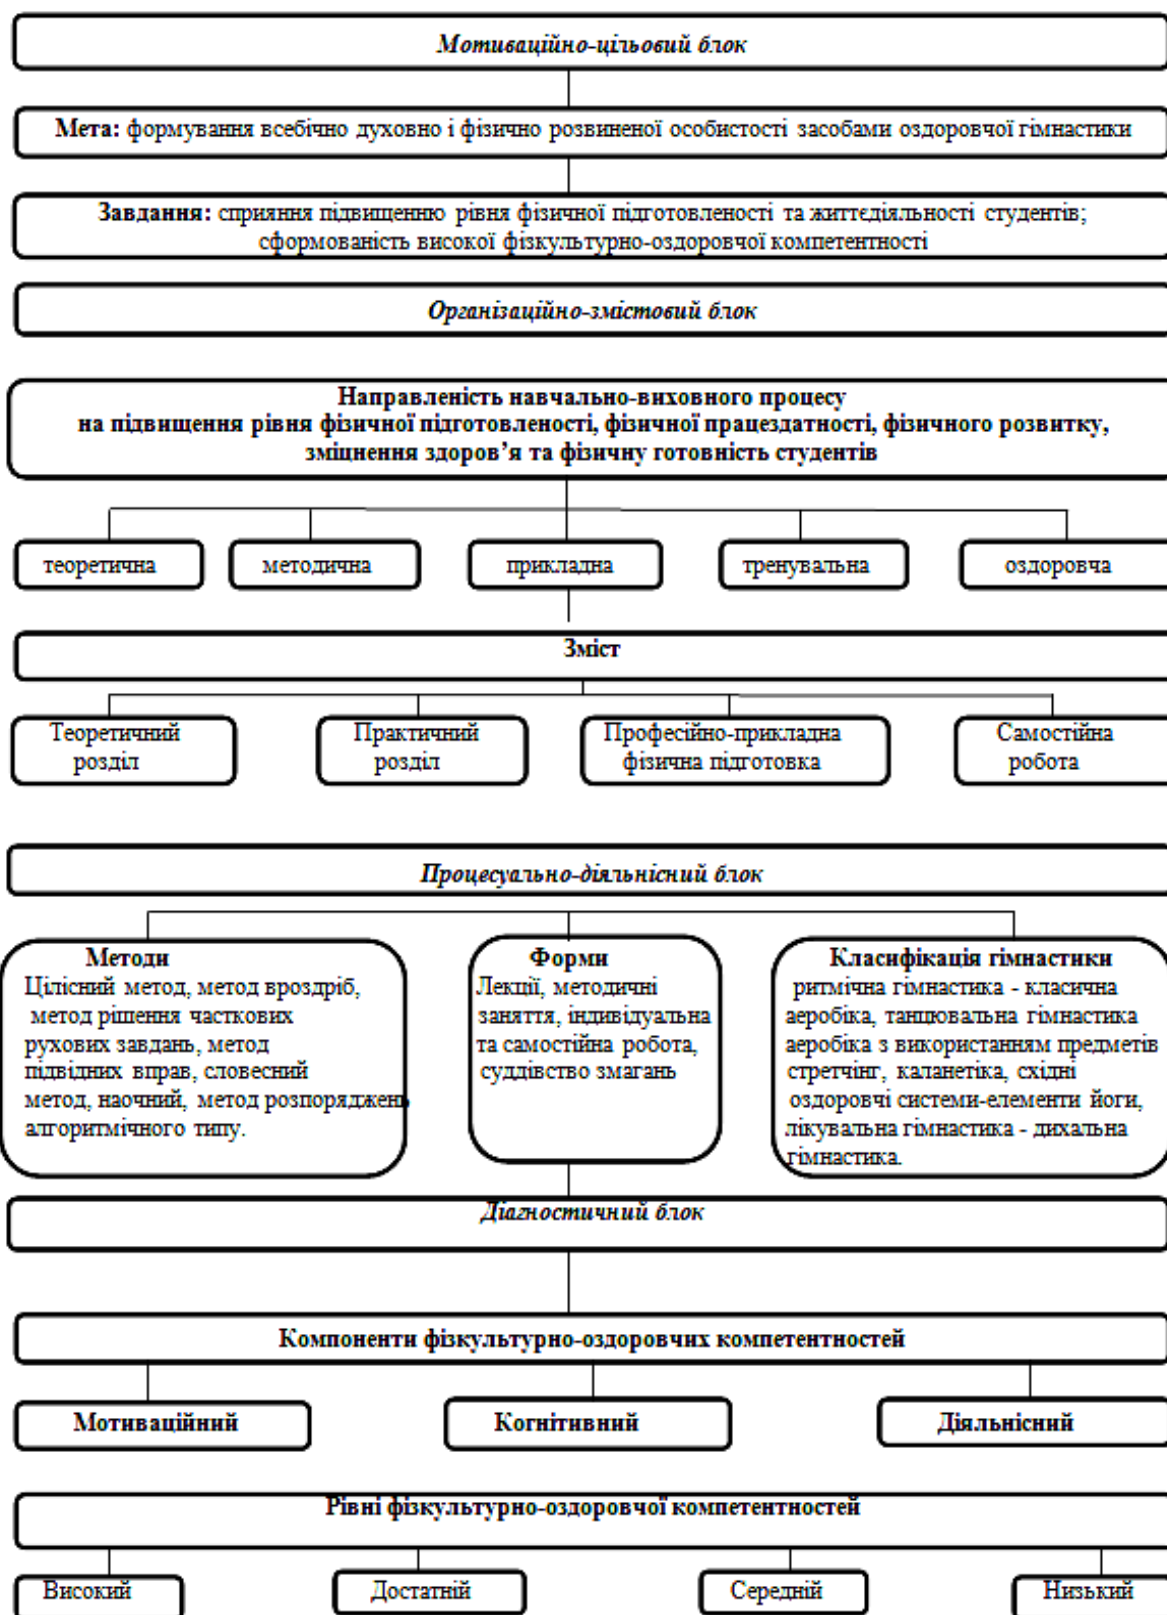 Мотиваційно-цільовий блок
Мета: формування всебічно духовно і фізично розвиненої особистості засобами оздоровчої гімнастики
Завдання: сприяння підвищенню рівня фізичної підготовленості та життєдіяльності студентів;
сформованість високої фізкультурно-оздоровчої компетентності
Організаційно-змістовий блок
Направленість навчально-виховного процесу
на підвищення рівня фізичної підготовленості, фізичної працездатності, фізичного розвитку,
зміцнення здоров’я та фізичну готовність студентів
теоретична
методична
прикладна
тренувальна
оздоровча
Зміст
Теоретичний
розділ
Практичний
розділ
Професійно-прикладна
фізична підготовка
Самостійна
робота
Процесуально-діяльнісний блок
Методи
Цілісний метод, метод вроздріб,
метод рішення часткових
рухових завдань, метод
підвідних вправ, словесний
метод, наочний, метод розпоряджень
алгоритмічного типу.
Форми
Лекції, методичні
заняття, індивідуальна
та самостійна робота,
суддівство змагань
Класифікація гімнастики
ритмічна гімнастика - класична
аеробіка, танцювальна гімнастика
аеробіка з використанням предметів
стретчінг, каланетіка, східні
оздоровчі системи-елементи йоги,
лікувальна гімнастика - дихальна
гімнастика.
Діагностичний блок
Компоненти фізкультурно-оздоровчих компетентностей
Мотиваційний
Когнітивний
Діяльнісний
Рівні фізкультурно-оздоровчої компетентностей
Високий
Достатній
Середній
Низький